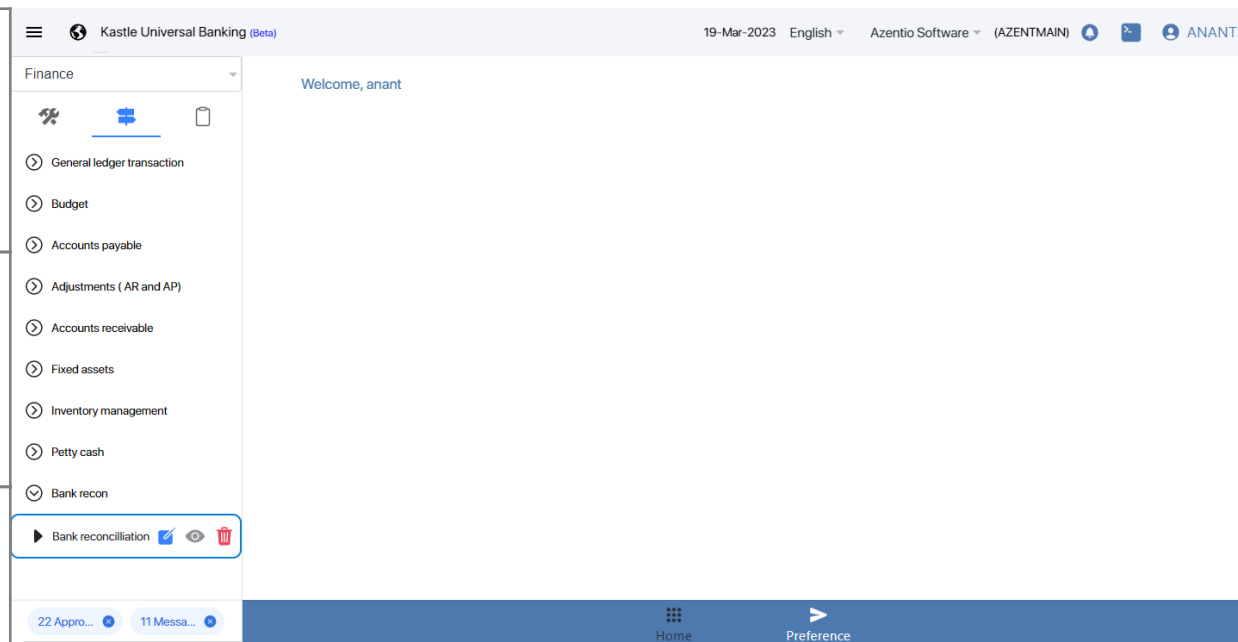 Kastle Universal Banking (Beta)
19-Mar-2023 English Azentio Software (AZENTMAIN) ANANT
Finance
Welcome, anant
General ledger transaction
Budget
Accounts payable
Adjustments ( AR and AP)
Accounts receivable
Fixed assets
Inventory management
Petty cash
Bank recon
Bank reconcilliation
22 Appro... 11 Messa...
Home Preference